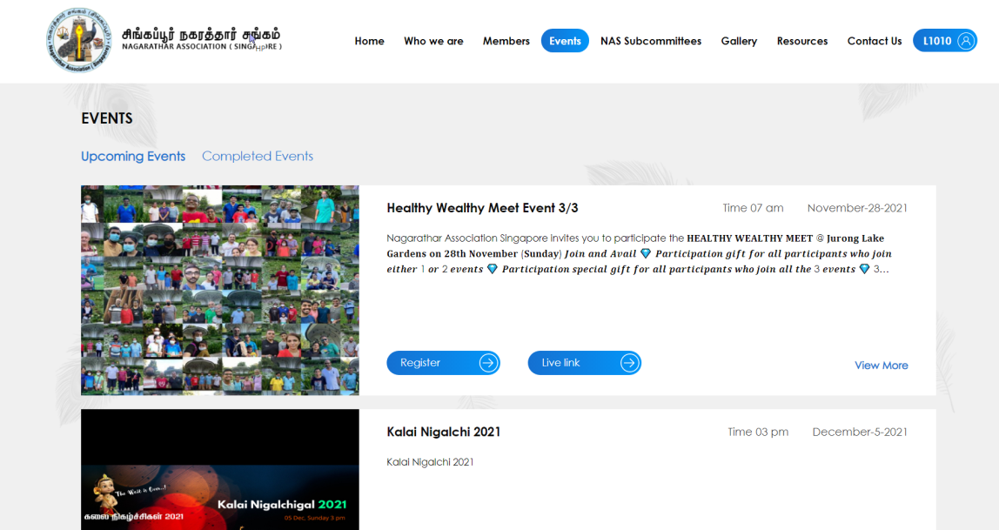 சிங்கப்பூர் நகரத்தார் சங்கம்
NAGARATHAR ASSOCIATION ( SINGAPORE )
Home Who we are Members Events NAS Subcommittees Gallery Resources Contact Us L1010
EVENTS
Upcoming Events Completed Events
Healthy Wealthy Meet Event 3/3 Time 07 am November-28-2021
Nagarathar Association Singapore invites you to participate the HEALTHY WEALTHY MEET @ Jurong Lake
Gardens on 28th November (Sunday) Join and Avail 💎 Participation gift for all participants who join
either 1 or 2 events 💎 Participation special gift for all participants who join all the 3 events 💎 3...
Register Live link View More
Kalai Nigalchi 2021 Time 03 pm December-5-2021
Kalai Nigalchi 2021
The Wait is Over..!
Kalai Nigalchigal 2021
கலை நிகழ்ச்சிகள் 2021 05 Dec, Sunday 3 pm